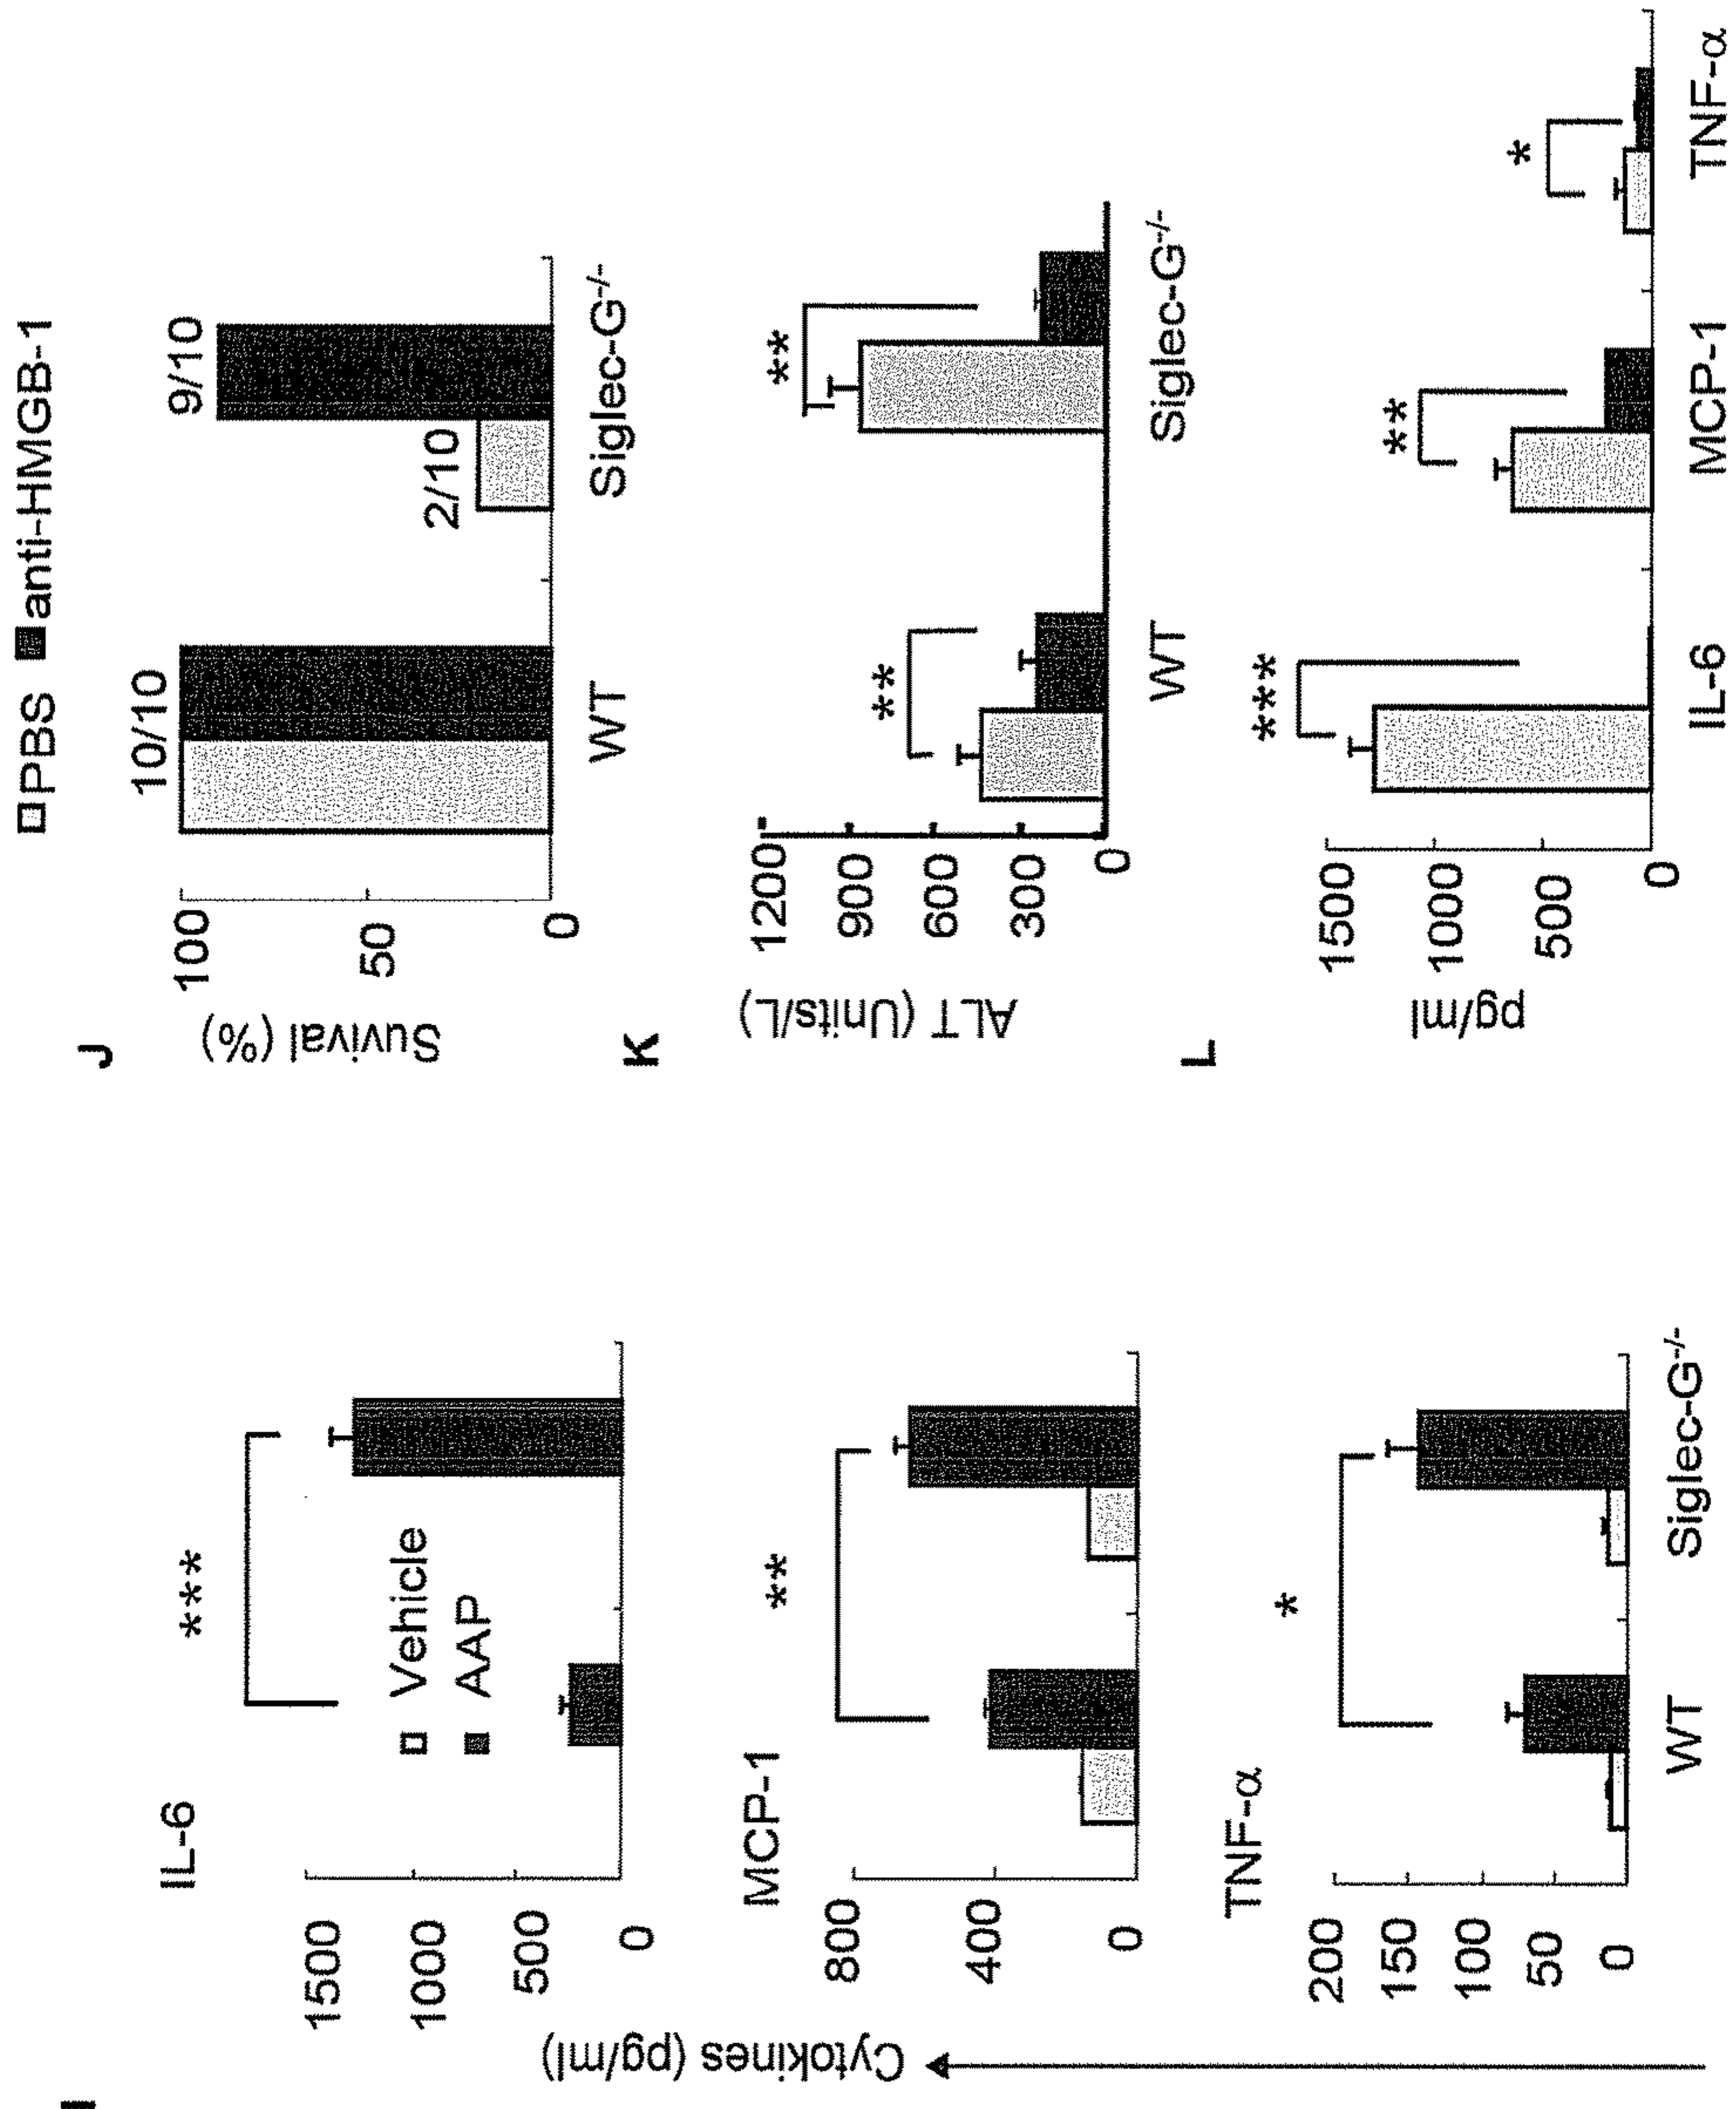 I
Cytokines (pg/ml)
IL-6
***
1500
1000
500
0
Vehicle
AAP
MCP-1
**
800
400
0
TNF-α
*
200
150
100
50
0
WT Siglec-G-/-
PBS anti-HMGB-1
J
Suvival (%)
100
50
0
10/10
2/10
9/10
WT Siglec-G-/-
K
ALT (Units/L)
1200
900
600
300
0
**
**
WT Siglec-G-/-
L
pg/ml
1500
1000
500
0
***
**
*
IL-6 MCP-1 TNF-α